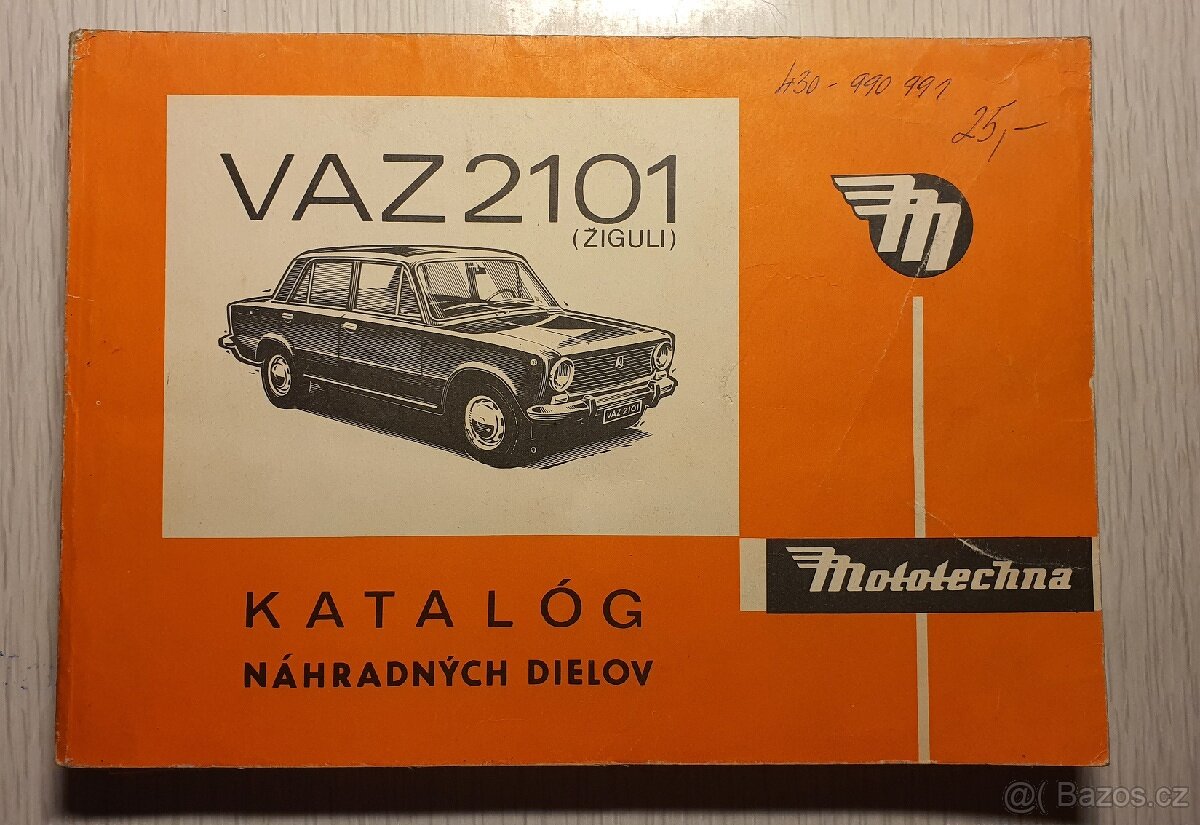 430 - 990 991
25,-
VAZ 2101
(ŽIGULI)
VAZ 2101
Mototechna
KATALÓG
NÁHRADNÝCH DIELOV
@( Bazos.cz